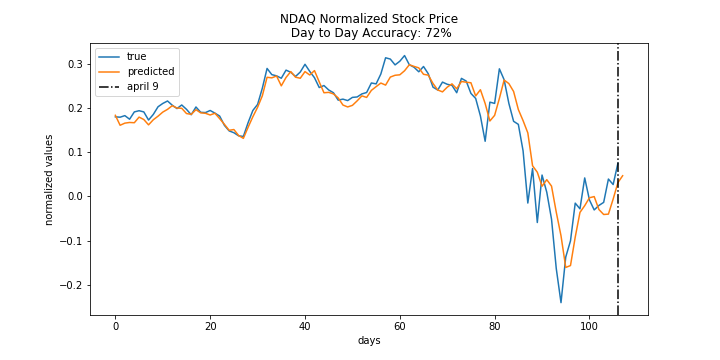 NDAQ Normalized Stock Price
Day to Day Accuracy: 72%
true
predicted
april 9
normalized values
0.3
0.2
0.1
0.0
−0.1
−0.2
0
20
40
60
80
100
days